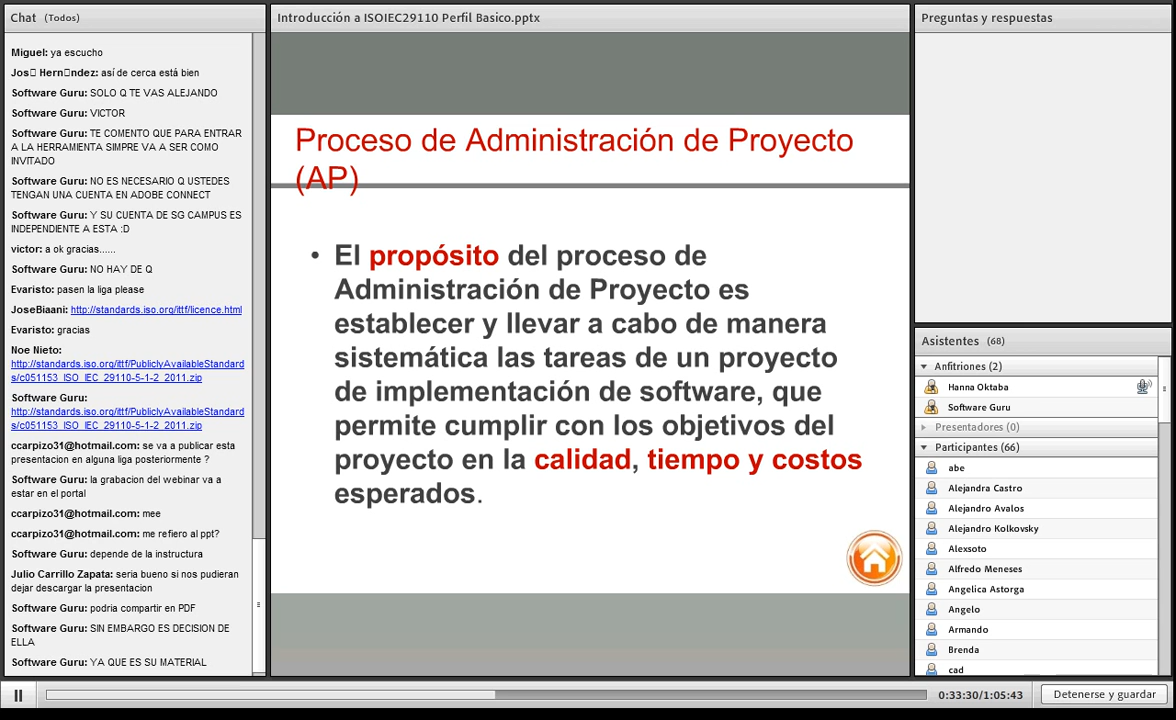 Chat (Todos)
Miguel: ya escucho
Jos□ Hern□ndez: así de cerca está bien
Software Guru: SOLO Q TE VAS ALEJANDO
Software Guru: VICTOR
Software Guru: TE COMENTO QUE PARA ENTRAR
A LA HERRAMIENTA SIMPRE VA A SER COMO
INVITADO
Software Guru: NO ES NECESARIO Q USTEDES
TENGAN UNA CUENTA EN ADOBE CONNECT
Software Guru: Y SU CUENTA DE SG CAMPUS ES
INDEPENDIENTE A ESTA :D
victor: a ok gracias......
Software Guru: NO HAY DE Q
Evaristo: pasen la liga please
JoseBiaani: http://standards.iso.org/ittf/licence.html
Evaristo: gracias
Noe Nieto:
http://standards.iso.org/ittf/PubliclyAvailableStandard
s/c051153_ISO_IEC_29110-5-1-2_2011.zip
Software Guru:
http://standards.iso.org/ittf/PubliclyAvailableStandard
s/c051153_ISO_IEC_29110-5-1-2_2011.zip
ccarpizo31@hotmail.com: se va a publicar esta
presentacion en alguna liga posteriormente ?
Software Guru: la grabacion del webinar va a
estar en el portal
ccarpizo31@hotmail.com: mee
ccarpizo31@hotmail.com: me refiero al ppt?
Software Guru: depende de la instructura
Julio Carrillo Zapata: seria bueno si nos pudieran
dejar descargar la presentacion
Software Guru: podria compartir en PDF
Software Guru: SIN EMBARGO ES DECISION DE
ELLA
Software Guru: YA QUE ES SU MATERIAL
Introducción a ISOIEC29110 Perfil Basico.pptx
Proceso de Administración de Proyecto
(AP)
• El propósito del proceso de
Administración de Proyecto es
establecer y llevar a cabo de manera
sistemática las tareas de un proyecto
de implementación de software, que
permite cumplir con los objetivos del
proyecto en la calidad, tiempo y costos
esperados.
Preguntas y respuestas
Asistentes (68)
Anfitriones (2)
Hanna Oktaba
Software Guru
Presentadores (0)
Participantes (66)
abe
Alejandra Castro
Alejandro Avalos
Alejandro Kolkovsky
Alexsoto
Alfredo Meneses
Angelica Astorga
Angelo
Armando
Brenda
cad
0:33:30/1:05:43
Detenerse y guardar